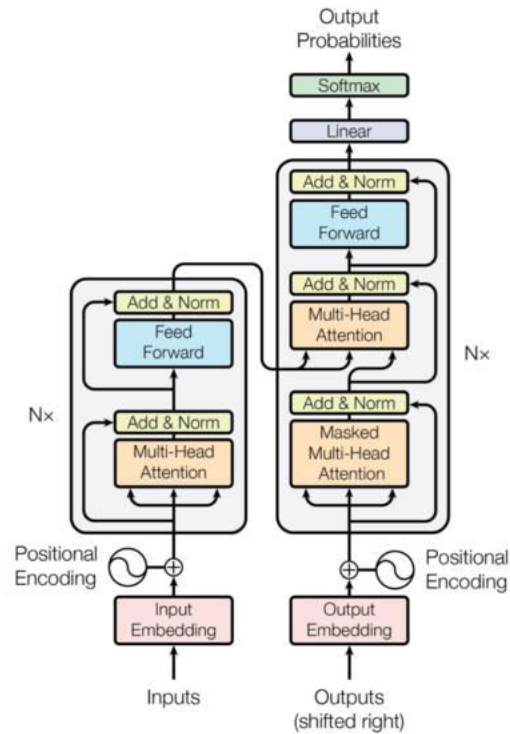 Output
Probabilities
Softmax
Linear
Add & Norm
Feed
Forward
Add & Norm
Multi-Head
Attention
Add & Norm
Masked
Multi-Head
Attention
N×
Add & Norm
Feed
Forward
N×
Add & Norm
Multi-Head
Attention
Positional
Encoding
Positional
Encoding
Input
Embedding
Output
Embedding
Inputs
Outputs
(shifted right)